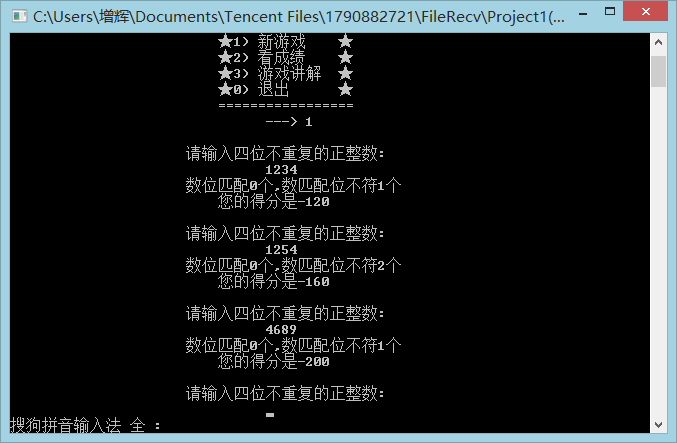 C:\Users\增辉\Documents\Tencent Files\1790882721\FileRecv\Project1(...
★1) 新游戏 ★
★2) 看成绩 ★
★3) 游戏讲解 ★
★0) 退出 ★
=================
---> 1
请输入四位不重复的正整数:
1234
数位匹配0个,数匹配位不符1个
您的得分是-120
请输入四位不重复的正整数:
1254
数位匹配0个,数匹配位不符2个
您的得分是-160
请输入四位不重复的正整数:
4689
数位匹配0个,数匹配位不符1个
您的得分是-200
请输入四位不重复的正整数:
搜狗拼音输入法 全 :